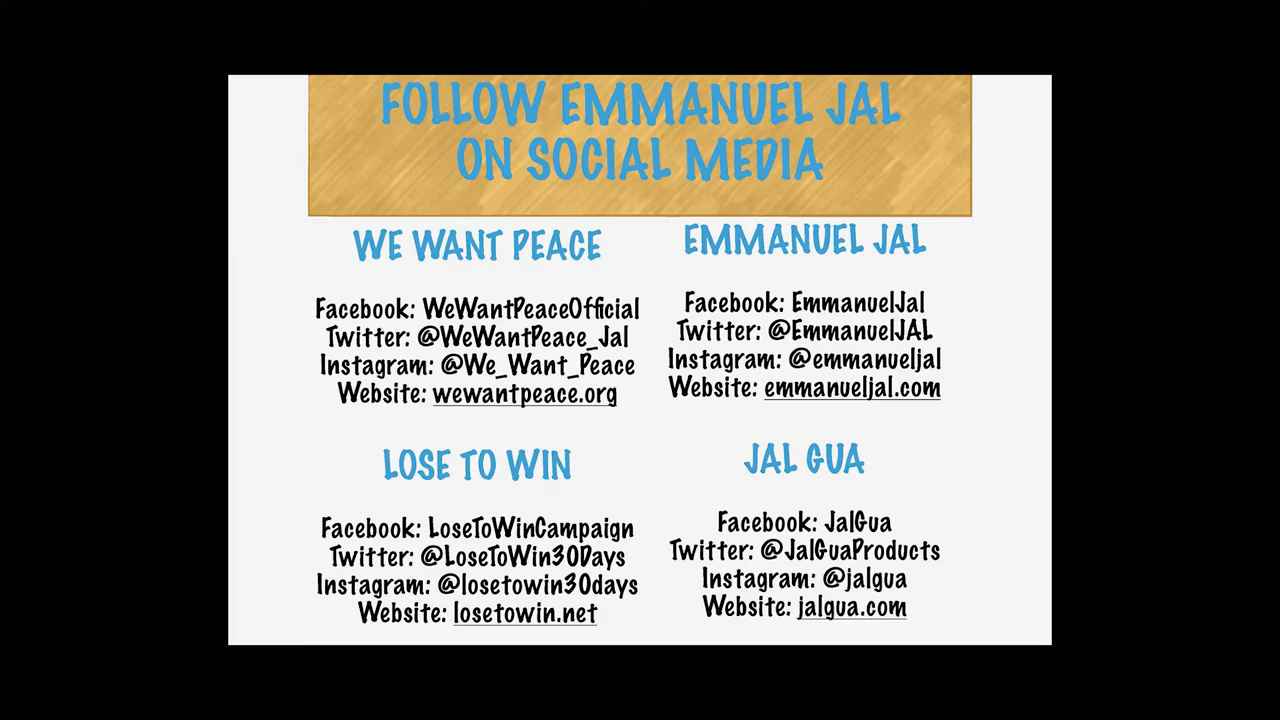 FOLLOW EMMANUEL JAL
ON SOCIAL MEDIA
WE WANT PEACE
Facebook: WeWantPeaceOfficial
Twitter: @WeWantPeace_Jal
Instagram: @We_Want_Peace
Website: wewantpeace.org
EMMANUEL JAL
Facebook: EmmanuelJal
Twitter: @EmmanuelJAL
Instagram: @emmanueljal
Website: emmanueljal.com
LOSE TO WIN
Facebook: LoseToWinCampaign
Twitter: @LoseToWin30Days
Instagram: @losetowin30days
Website: losetowin.net
JAL GUA
Facebook: JalGua
Twitter: @JalGuaProducts
Instagram: @jalgua
Website: jalgua.com